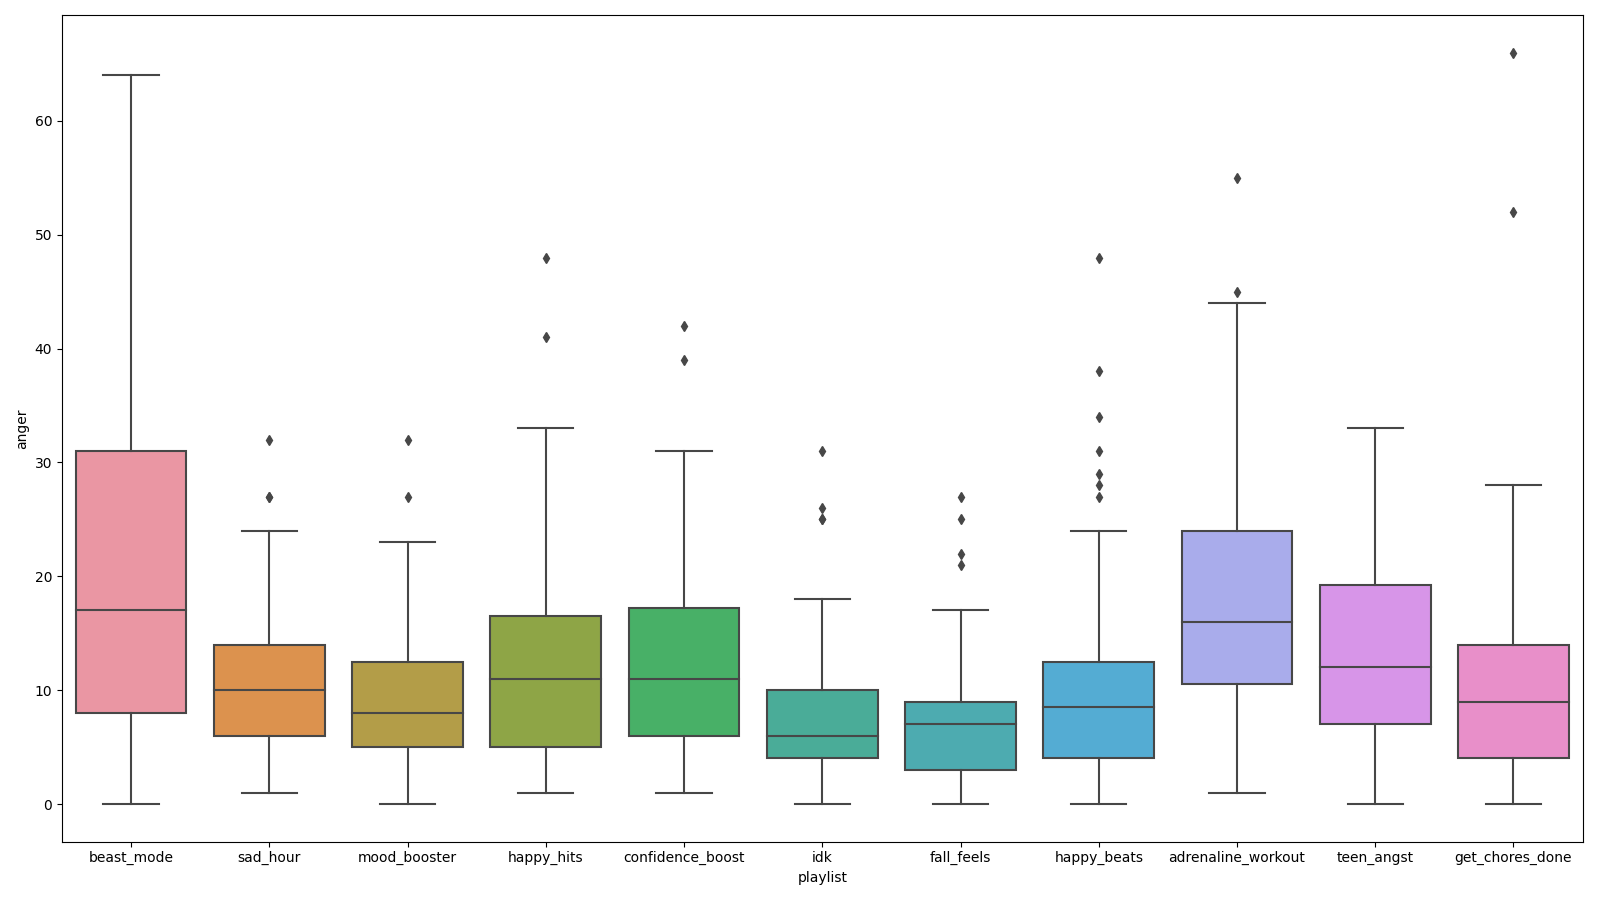 anger
60
50
40
30
20
10
0
beast_mode sad_hour mood_booster happy_hits confidence_boost idk fall_feels happy_beats adrenaline_workout teen_angst get_chores_done
playlist